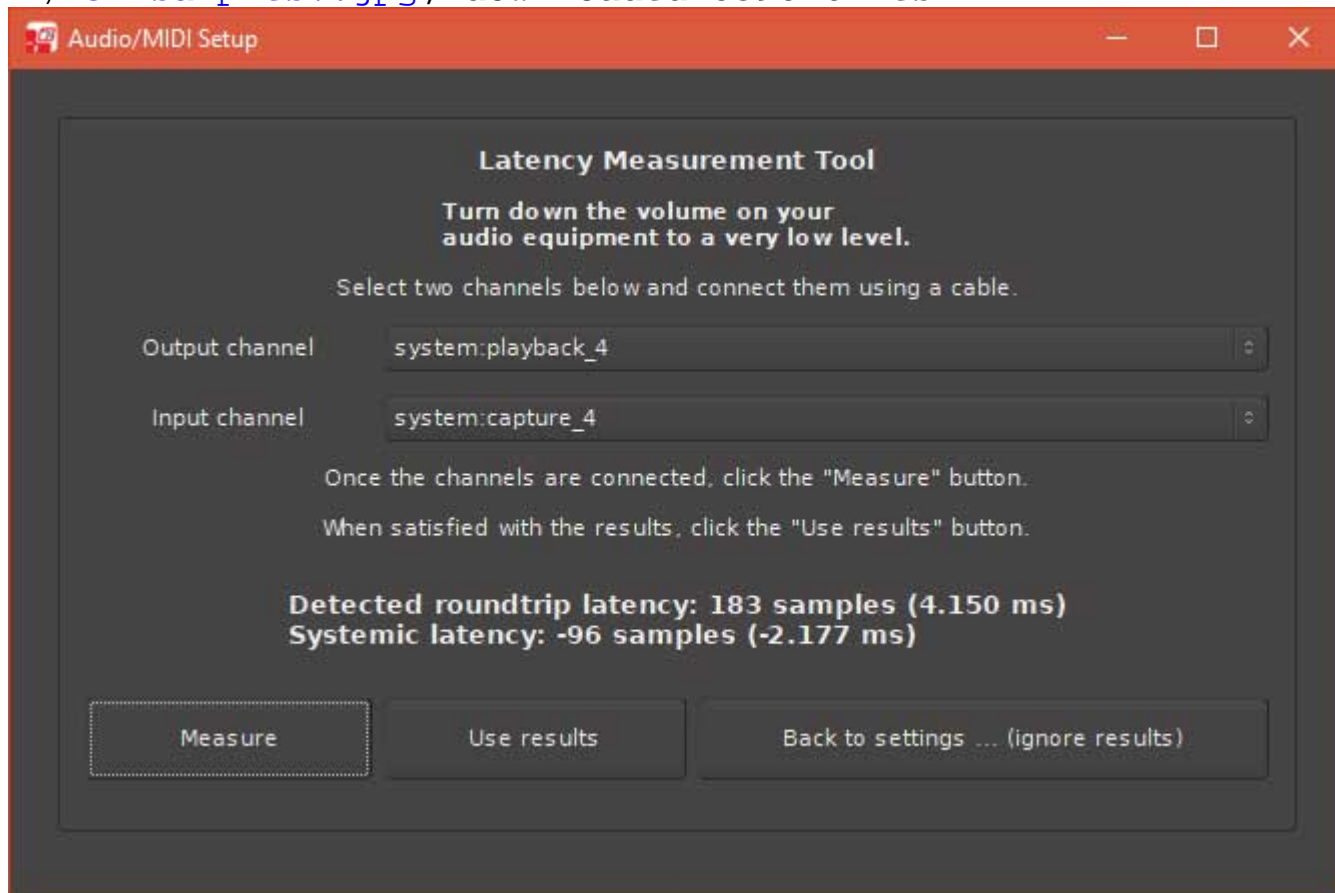 Audio/MIDI Setup
Latency Measurement Tool
Turn down the volume on your
audio equipment to a very low level.
Select two channels below and connect them using a cable.
Output channel system:playback_4
Input channel system:capture_4
Once the channels are connected, click the "Measure" button.
When satisfied with the results, click the "Use results" button.
Detected roundtrip latency: 183 samples (4.150 ms)
Systemic latency: -96 samples (-2.177 ms)
Measure Use results Back to settings ... (ignore results)